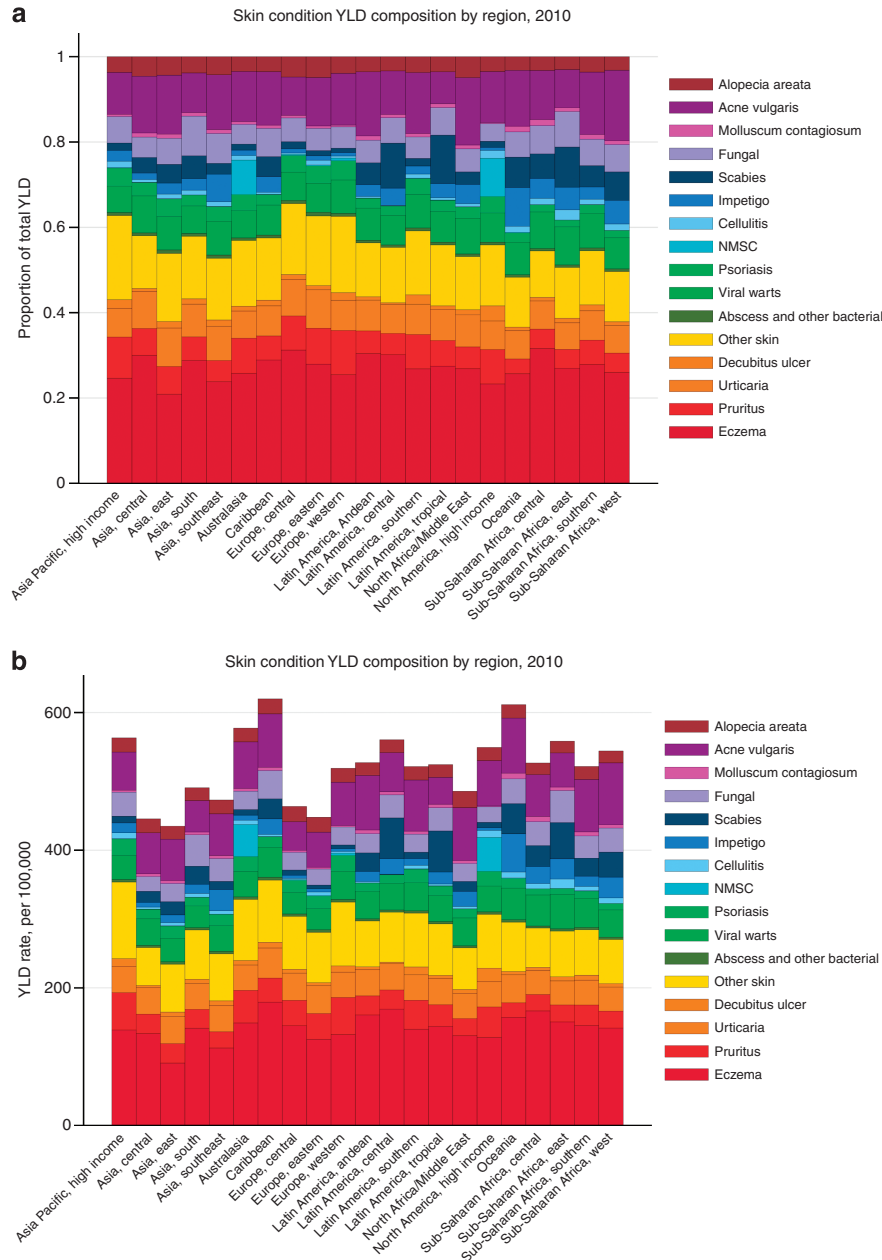 a
Skin condition YLD composition by region, 2010
Proportion of total YLD
1
0.8
0.6
0.4
0.2
0
Asia Pacific, high income
Asia, central
Asia, east
Asia, south
Asia, southeast
Australasia
Caribbean
Europe, central
Europe, eastern
Europe, western
Latin America, Andean
Latin America, central
Latin America, southern
Latin America, tropical
North Africa/Middle East
North America, high income
Oceania
Sub-Saharan Africa, central
Sub-Saharan Africa, east
Sub-Saharan Africa, southern
Sub-Saharan Africa, west
Alopecia areata
Acne vulgaris
Molluscum contagiosum
Fungal
Scabies
Impetigo
Cellulitis
NMSC
Psoriasis
Viral warts
Abscess and other bacterial
Other skin
Decubitus ulcer
Urticaria
Pruritus
Eczema
b
Skin condition YLD composition by region, 2010
YLD rate, per 100,000
600
400
200
0
Asia Pacific, high income
Asia, central
Asia, east
Asia, south
Asia, southeast
Australasia
Caribbean
Europe, central
Europe, eastern
Europe, western
Latin America, andean
Latin America, central
Latin America, southern
Latin America, tropical
North Africa/Middle East
North America, high income
Oceania
Sub-Saharan Africa, central
Sub-Saharan Africa, east
Sub-Saharan Africa, southern
Sub-Saharan Africa, west
Alopecia areata
Acne vulgaris
Molluscum contagiosum
Fungal
Scabies
Impetigo
Cellulitis
NMSC
Psoriasis
Viral warts
Abscess and other bacterial
Other skin
Decubitus ulcer
Urticaria
Pruritus
Eczema